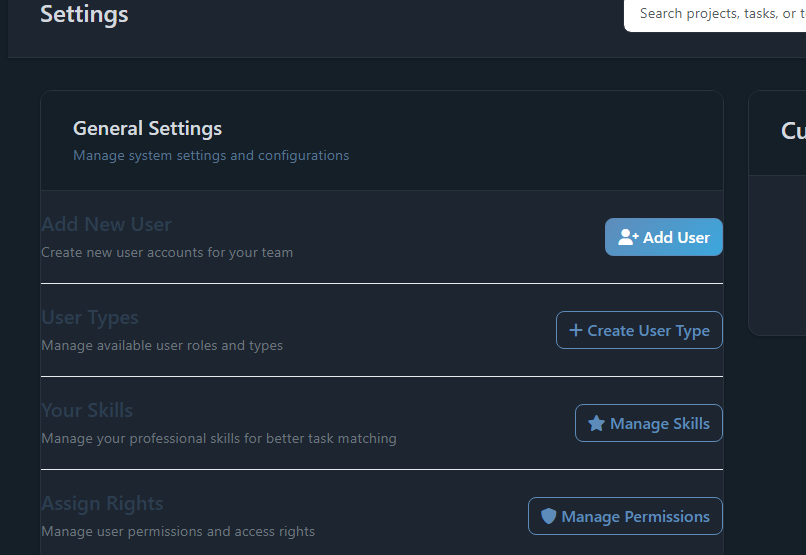 Settings
Search projects, tasks, or
General Settings
Manage system settings and configurations
Add New User
Create new user accounts for your team
Add User
User Types
Manage available user roles and types
Create User Type
Your Skills
Manage your professional skills for better task matching
Manage Skills
Assign Rights
Manage user permissions and access rights
Manage Permissions